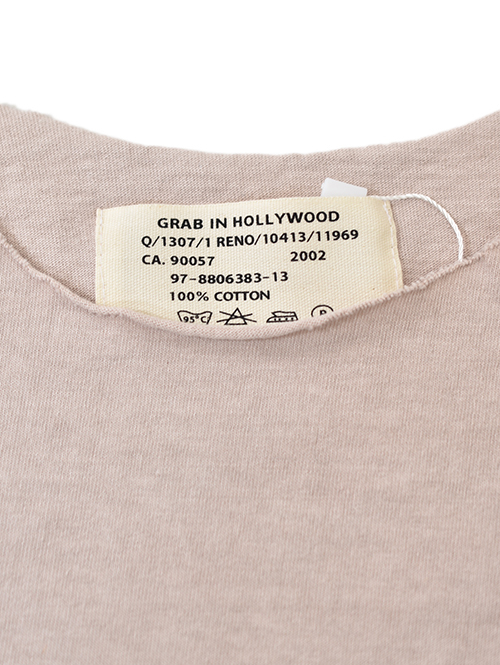 GRAB IN HOLLYWOOD
Q/1307/1 RENO/10413/11969
CA. 90057 2002
97-8806383-13
100% COTTON
95°C P